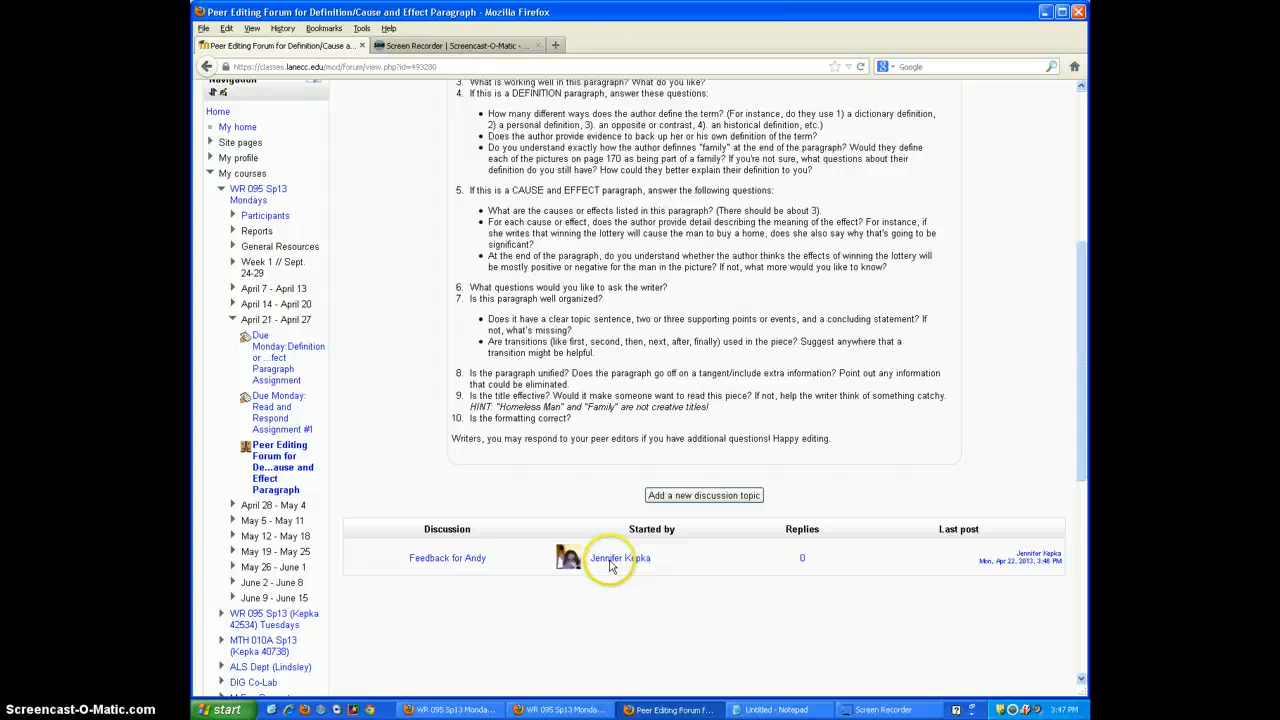 Peer Editing Forum for Definition/Cause and Effect Paragraph - Mozilla Firefox
File Edit View History Bookmarks Tools Help
Peer Editing Forum for Definition/Cause a... × Screen Recorder | Screencast-O-Matic - ... × +
https://classes.lanecc.edu/mod/forum/view.php?id=493280
Google
Navigation
Home
My home
Site pages
My profile
My courses
WR 095 Sp13
Mondays
Participants
Reports
General Resources
Week 1 // Sept.
24-29
April 7 - April 13
April 14 - April 20
April 21 - April 27
Due
Monday:Definition
or ...fect
Paragraph
Assignment
Due Monday:
Read and
Respond
Assignment #1
Peer Editing
Forum for
De...ause and
Effect
Paragraph
April 28 - May 4
May 5 - May 11
May 12 - May 18
May 19 - May 25
May 26 - June 1
June 2 - June 8
June 9 - June 15
WR 095 Sp13 (Kepka
42534) Tuesdays
MTH 010A Sp13
(Kepka 40738)
ALS Dept (Lindsley)
DIG Co-Lab
3. What is working well in this paragraph? What do you like?
4. If this is a DEFINITION paragraph, answer these questions:
• How many different ways does the author define the term? (For instance, do they use 1) a dictionary definition,
2) a personal definition, 3). an opposite or contrast, 4). an historical definition, etc.)
• Does the author provide evidence to back up her or his own definition of the term?
• Do you understand exactly how the author definnes "family" at the end of the paragraph? Would they define
each of the pictures on page 170 as being part of a family? If you're not sure, what questions about their
definition do you still have? How could they better explain their definition to you?
5. If this is a CAUSE and EFFECT paragraph, answer the following questions:
• What are the causes or effects listed in this paragraph? (There should be about 3).
• For each cause or effect, does the author provide detail describing the meaning of the effect? For instance, if
she writes that winning the lottery will cause the man to buy a home, does she also say why that's going to be
significant?
• At the end of the paragraph, do you understand whether the author thinks the effects of winning the lottery will
be mostly positive or negative for the man in the picture? If not, what more would you like to know?
6. What questions would you like to ask the writer?
7. Is this paragraph well organized?
• Does it have a clear topic sentence, two or three supporting points or events, and a concluding statement? If
not, what's missing?
• Are transitions (like first, second, then, next, after, finally) used in the piece? Suggest anywhere that a
transition might be helpful.
8. Is the paragraph unified? Does the paragraph go off on a tangent/include extra information? Point out any information
that could be eliminated.
9. Is the title effective? Would it make someone want to read this piece? If not, help the writer think of something catchy.
HINT: "Homeless Man" and "Family" are not creative titles!
10. Is the formatting correct?
Writers, you may respond to your peer editors if you have additional questions! Happy editing.
Add a new discussion topic
Discussion Started by Replies Last post
Feedback for Andy Jennifer Kepka 0 Jennifer Kepka
Mon, Apr 22, 2013, 3:46 PM
start WR 095 Sp13 Monda... WR 095 Sp13 Monda... Peer Editing Forum f... Untitled - Notepad Screen Recorder ? 3:47 PM
Screencast-O-Matic.com